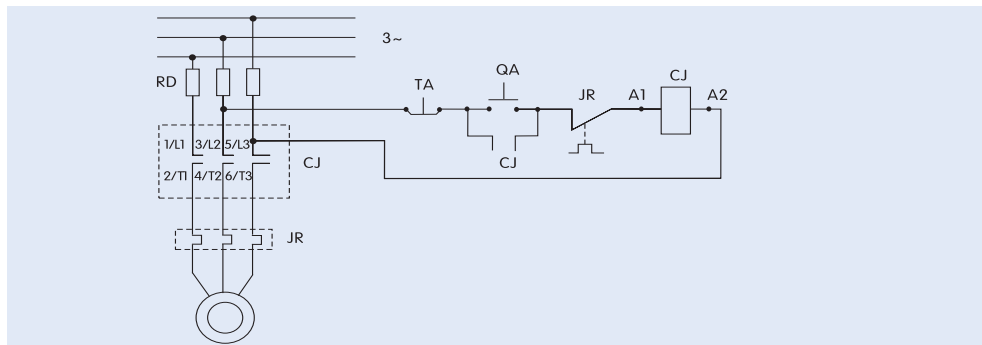 3~
RD
TA
QA
JR
A1
CJ
A2
1/L1 3/L2 5/L3
CJ
CJ
2/T1 4/T2 6/T3
JR